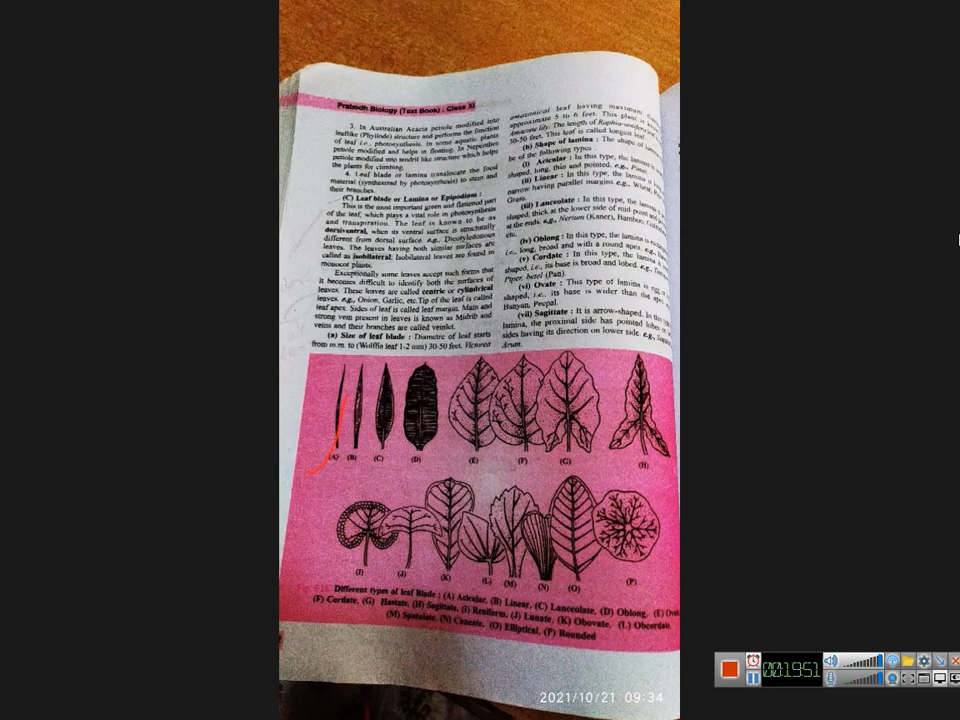 Prabodh Biology (Text Book) : Class XI
3. In Australian Acacia petiole modified into
leaflike (Phyllode) structure and performs the function
of leaf i.e., photosynthesis. In some aquatic plants
petiole modified and helps in floating. In Nepenthes
petiole modified into tendril like structure which helps
the plants for climbing.
4. Leaf blade or lamina translocate the food
material (synthesized by photosynthesis) to stem and
their branches.
(C) Leaf blade or Lamina or Epipodium :
This is the most important green and flattened part
of the leaf, which plays a vital role in photosynthesis
and transpiration. The leaf is known to be as
dorsiventral, when its ventral surface is structurally
different from dorsal surface e.g., Dicotyledonous
leaves. The leaves having both similar surfaces are
called as isobilateral. Isobilateral leaves are found in
monocot plants.
Exceptionally some leaves accept such forms that
it becomes difficult to identify both the surfaces of
leaves. These leaves are called centric or cylindrical
leaves. e.g., Onion, Garlic, etc.Tip of the leaf is called
leaf apex. Sides of leaf is called leaf margin. Main and
strong vein present in leaves is known as Midrib and
veins and their branches are called veinlet.
(a) Size of leaf blade : Diametre of leaf starts
from m.m. to (Wolffia leaf 1-2 mm) 30-50 feet. Victorea
amazonical leaf having maximum
approximate 5 to 6 feet. This plant is
Amazone lily. The length of Raphia
30-50 feet. This leaf is called longest leaf
(b) Shape of lamina : The shape of lamina
be of the following types :
(i) Acicular : In this type, the lamina is
shaped, long, thin and pointed. e.g., Pinus.
(ii) Linear : In this type, the lamina is long,
narrow having parallel margins e.g., Wheat,
Grass.
(iii) Lanceolate : In this type, the lamina is
shaped, thick at the lower side of mid-point and
at the ends, e.g., Nerium (Kaner), Bamboo,
etc.
(iv) Oblong : In this type, the lamina is
i.e., long, broad and with a round apex. e.g.,
(v) Cordate : In this type, the lamina is
shaped, i.e., its base is broad and lobed. e.g.,
Piper, betel (Pan).
(vi) Ovate : This type of lamina is egg
shaped, i.e., its base is wider than the apex
Banyan, Peepal.
(vii) Sagittate : It is arrow-shaped. In this
lamina, the proximal side has pointed lobes
sides having its direction on lower side. e.g.,
Arum.
(A) (B) (C) (D) (E) (F) (G) (H)
(I) (J) (K) (L) (M) (N) (O) (P)
Different types of leaf Blade : (A) Acicular, (B) Linear, (C) Lanceolate, (D) Oblong, (E)
(F) Cordate, (G) Hastate, (H) Sagittate, (I) Reniform, (J) Lunate, (K) Obovate, (L) Obcordate,
(M) Spatulate, (N) Cuneate, (O) Elliptical, (P) Rounded
2021/10/21 09:34
00:1951